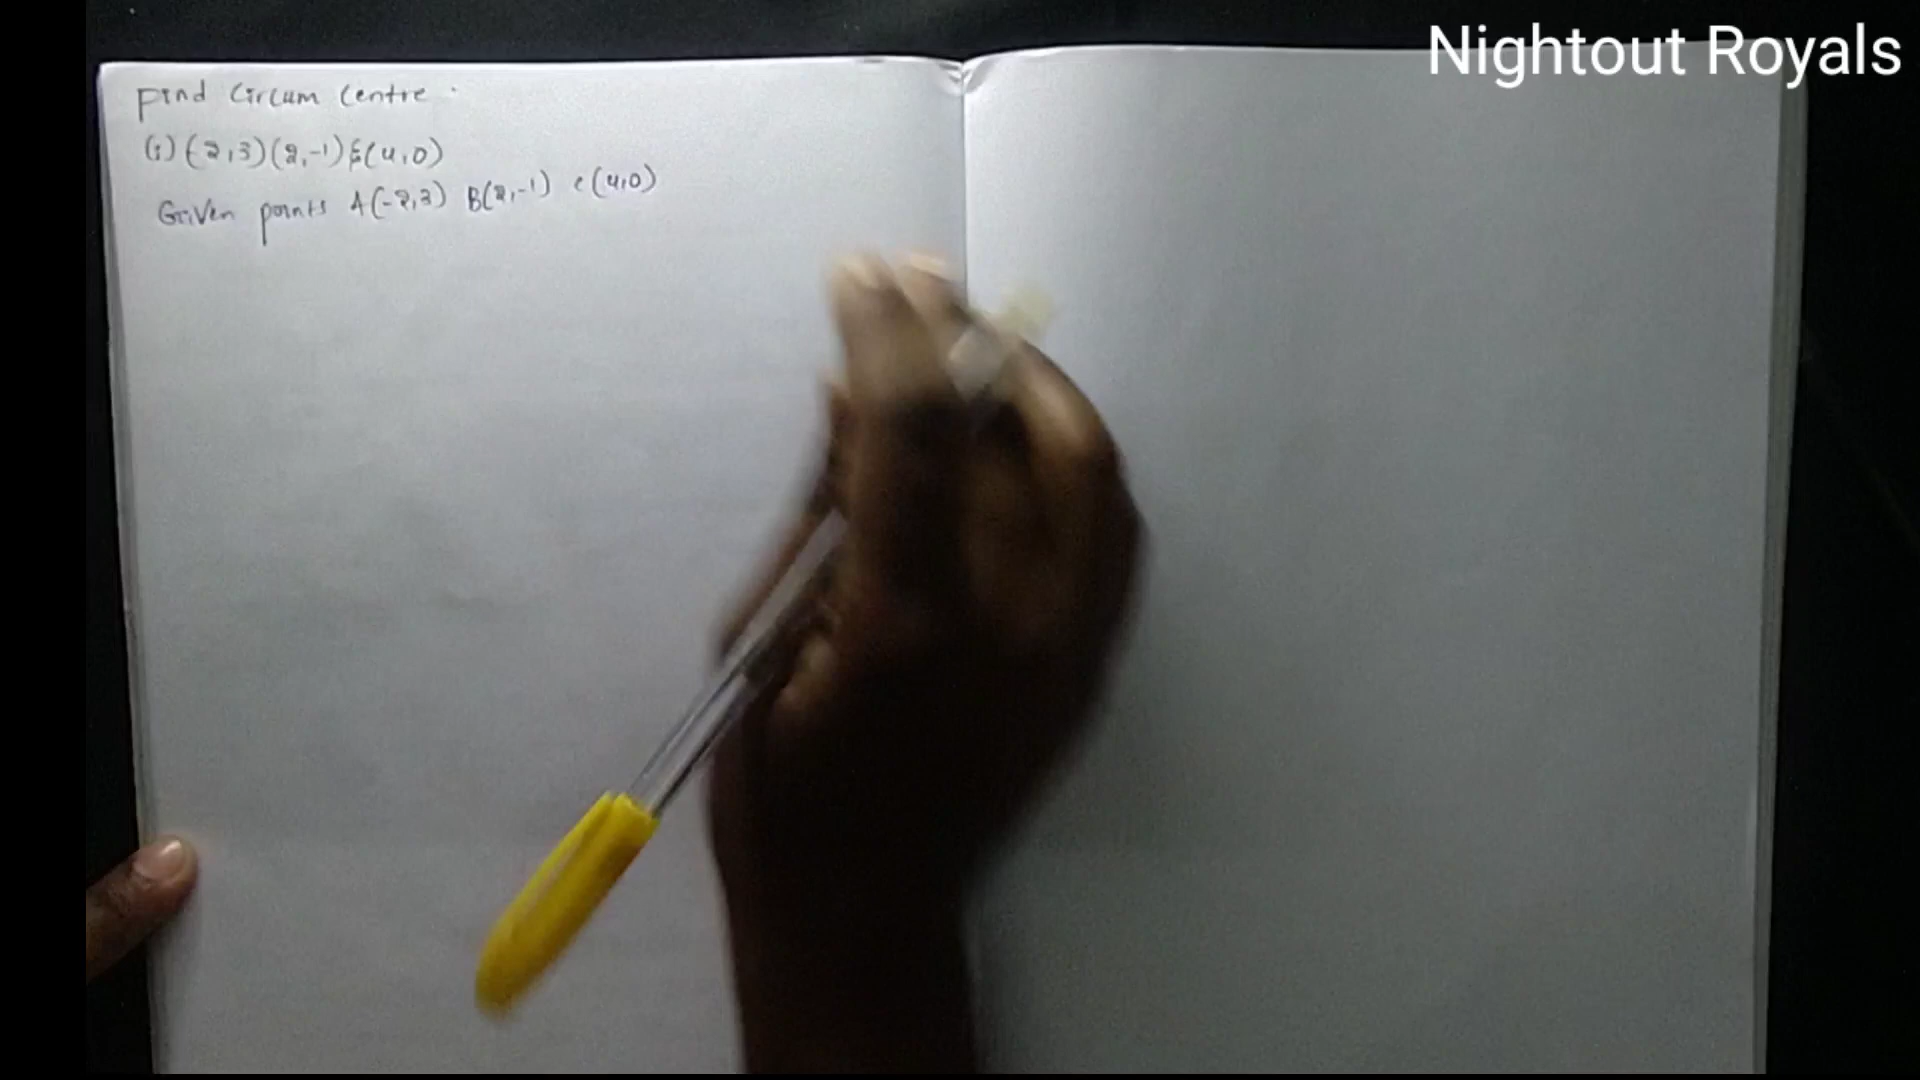 Nightout Royals
Find Circum Centre.
(i) (-2,3)(2,-1)&(4,0)
Given points A(-2,3) B(2,-1) C(4,0)